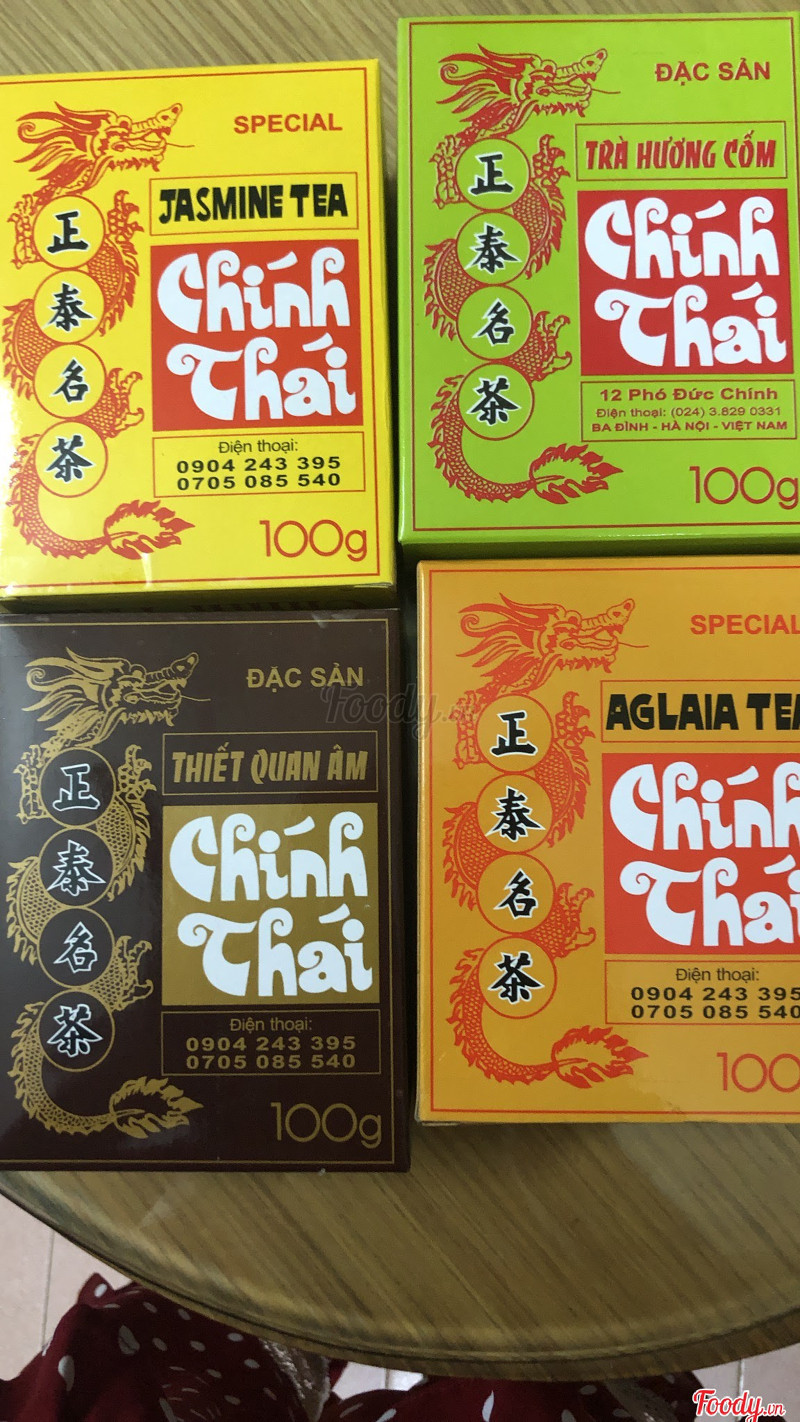 SPECIAL
JASMINE TEA
正
泰
名
茶
Chính
Thái
Điện thoại:
0904 243 395
0705 085 540
100g
ĐẶC SẢN
TRÀ HƯƠNG CỐM
正
泰
名
茶
Chính
Thái
12 Phó Đức Chính
Điện thoại: (024) 3.829 0331
BA ĐÌNH - HÀ NỘI - VIỆT NAM
100g
ĐẶC SẢN
THIẾT QUAN ÂM
正
泰
名
茶
Chính
Thái
Điện thoại:
0904 243 395
0705 085 540
100g
SPECIAL
AGLAIA TEA
正
泰
名
茶
Chính
Thái
Điện thoại:
0904 243 395
0705 085 540
100
Foody.vn
Foody.vn